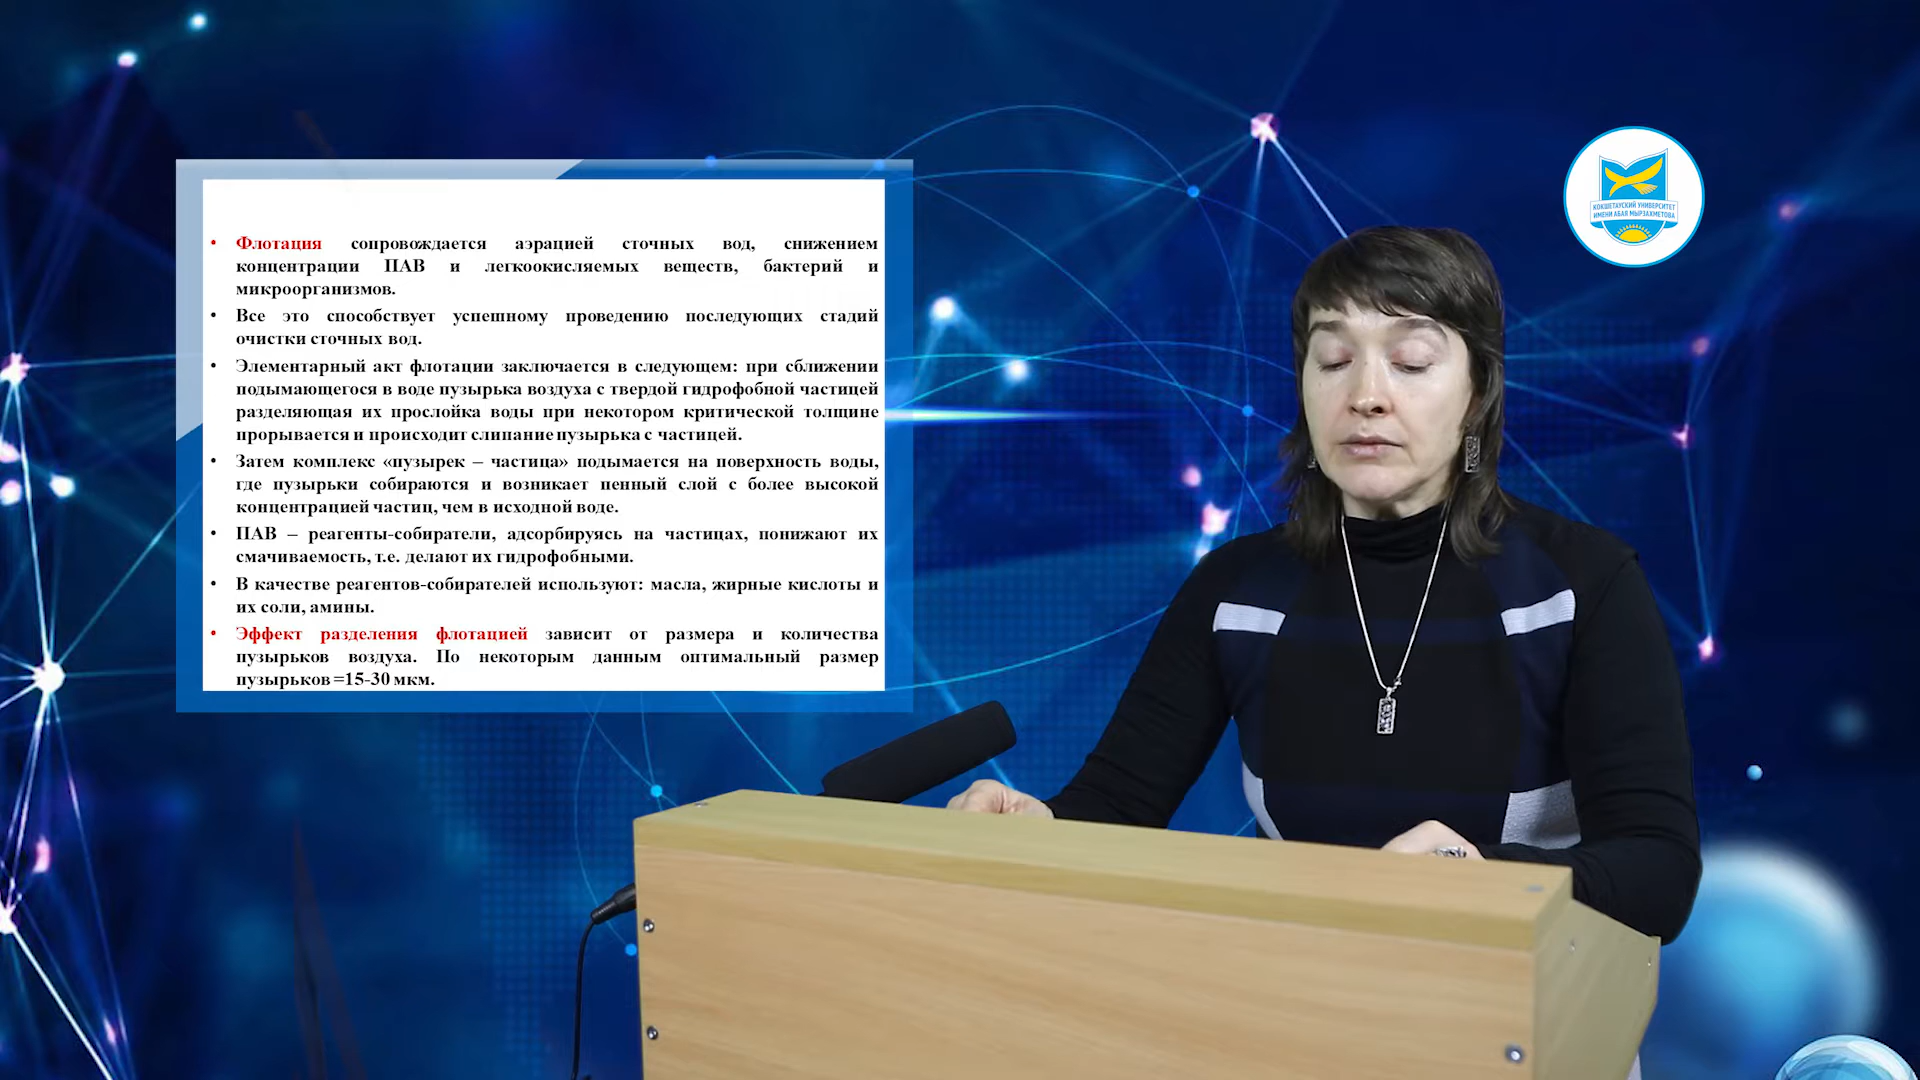 • Флотация сопровождается аэрацией сточных вод, снижением
концентрации ПАВ и легкоокисляемых веществ, бактерий и
микроорганизмов.
• Все это способствует успешному проведению последующих стадий
очистки сточных вод.
• Элементарный акт флотации заключается в следующем: при сближении
подымающегося в воде пузырька воздуха с твердой гидрофобной частицей
разделяющая их прослойка воды при некотором критической толщине
прорывается и происходит слипание пузырька с частицей.
• Затем комплекс «пузырек – частица» подымается на поверхность воды,
где пузырьки собираются и возникает пенный слой с более высокой
концентрацией частиц, чем в исходной воде.
• ПАВ – реагенты-собиратели, адсорбируясь на частицах, понижают их
смачиваемость, т.е. делают их гидрофобными.
• В качестве реагентов-собирателей используют: масла, жирные кислоты и
их соли, амины.
• Эффект разделения флотацией зависит от размера и количества
пузырьков воздуха. По некоторым данным оптимальный размер
пузырьков =15-30 мкм.
КОКШЕТАУСКИЙ УНИВЕРСИТЕТ
ИМЕНИ АБАЯ МЫРЗАХМЕТОВА